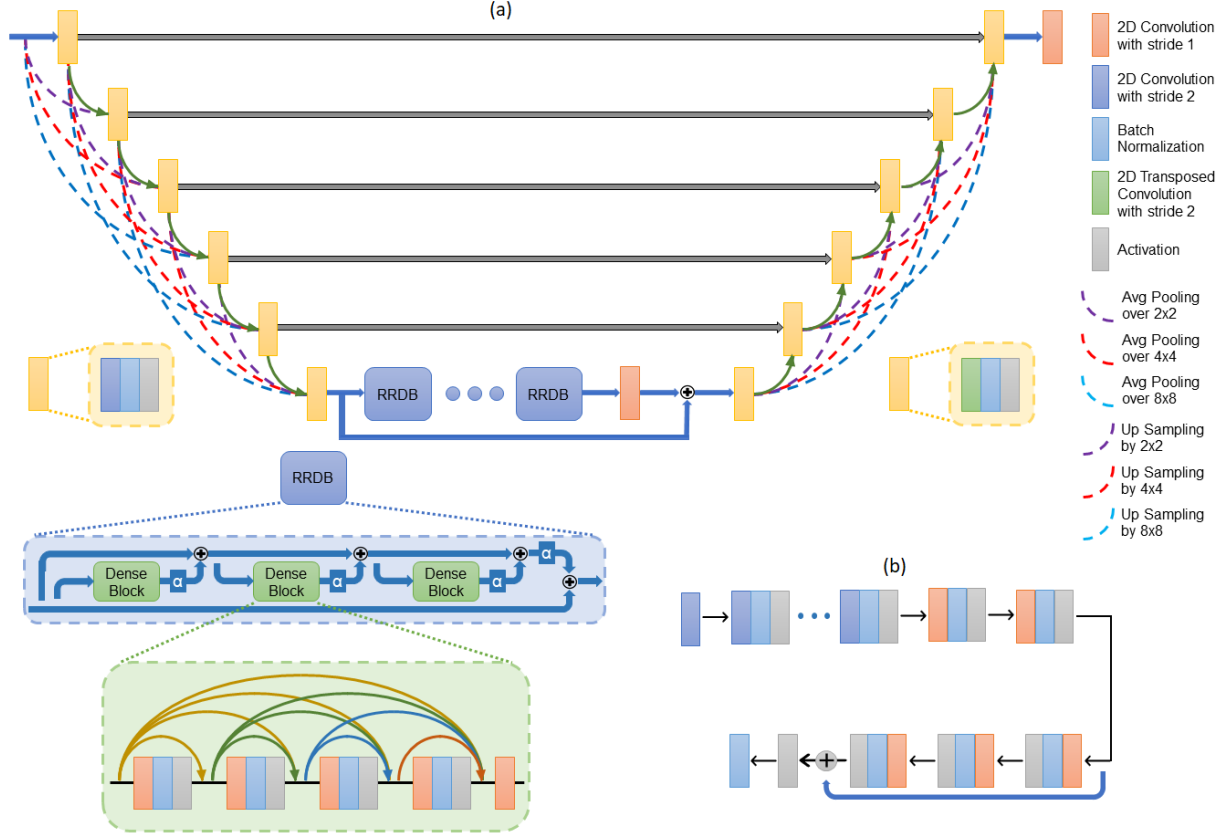 (a)
2D Convolution
with stride 1
2D Convolution
with stride 2
Batch
Normalization
2D Transposed
Convolution
with stride 2
Activation
Avg Pooling
over 2x2
Avg Pooling
over 4x4
Avg Pooling
over 8x8
Up Sampling
by 2x2
Up Sampling
by 4x4
Up Sampling
by 8x8
RRDB
RRDB
RRDB
Dense
Block
α
Dense
Block
α
Dense
Block
α
α
(b)